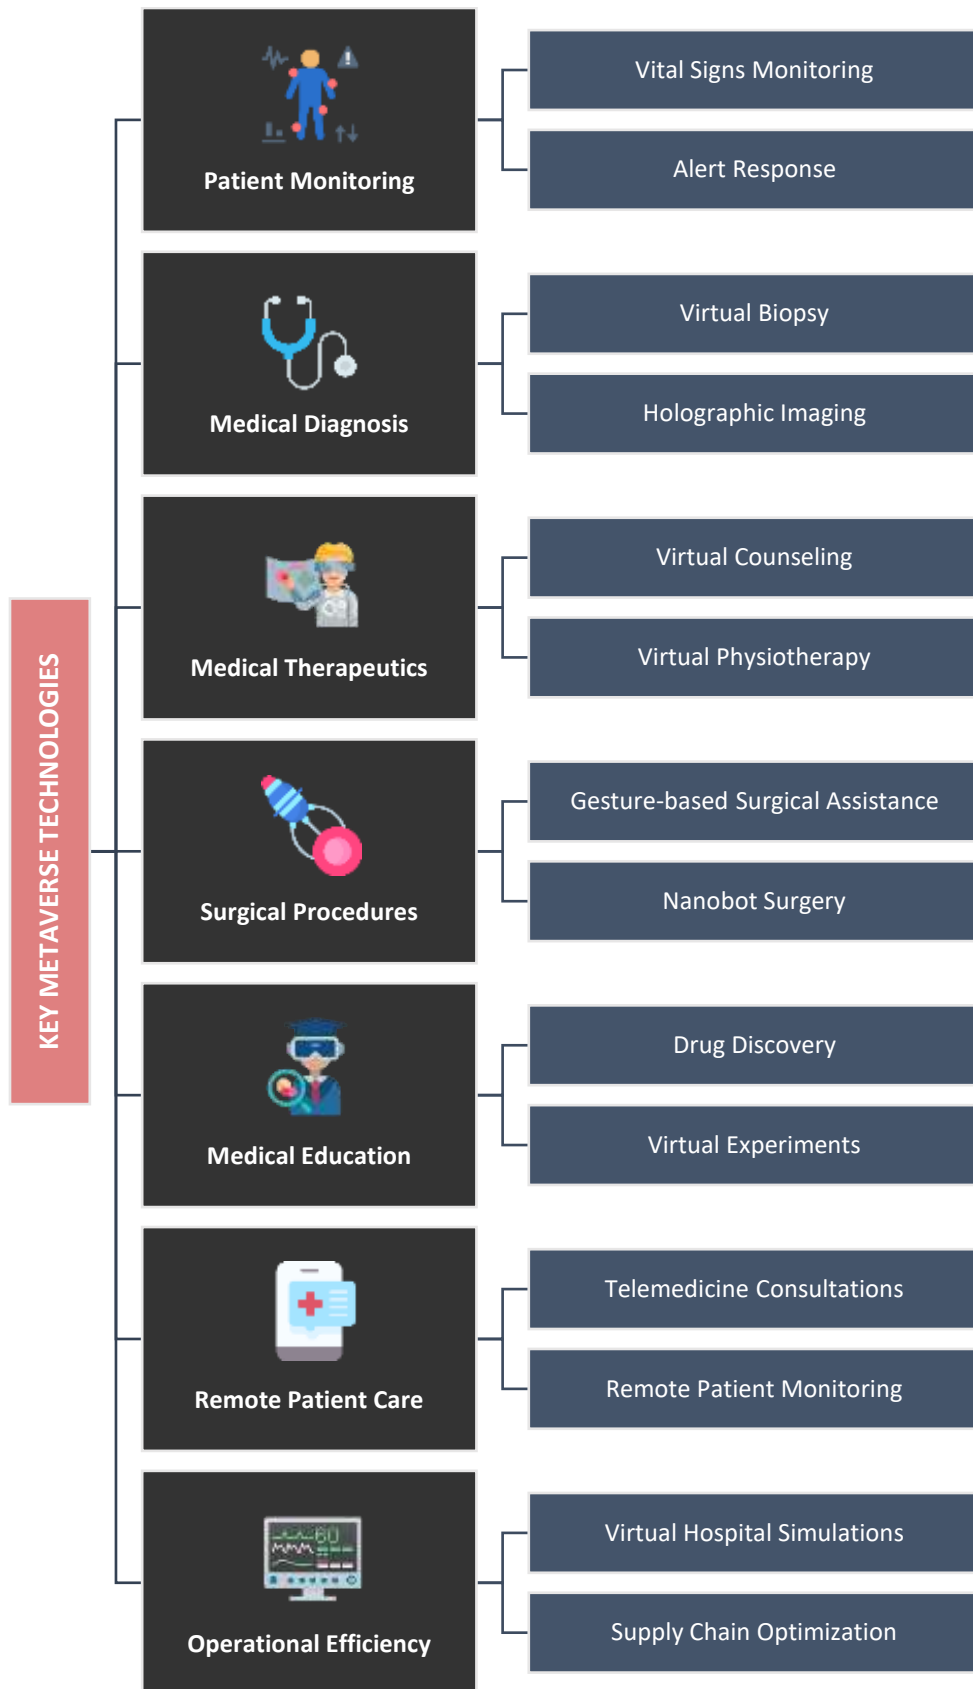 KEY METAVERSE TECHNOLOGIES
Patient Monitoring
Vital Signs Monitoring
Alert Response
Medical Diagnosis
Virtual Biopsy
Holographic Imaging
Medical Therapeutics
Virtual Counseling
Virtual Physiotherapy
Surgical Procedures
Gesture-based Surgical Assistance
Nanobot Surgery
Medical Education
Drug Discovery
Virtual Experiments
Remote Patient Care
Telemedicine Consultations
Remote Patient Monitoring
60
Operational Efficiency
Virtual Hospital Simulations
Supply Chain Optimization